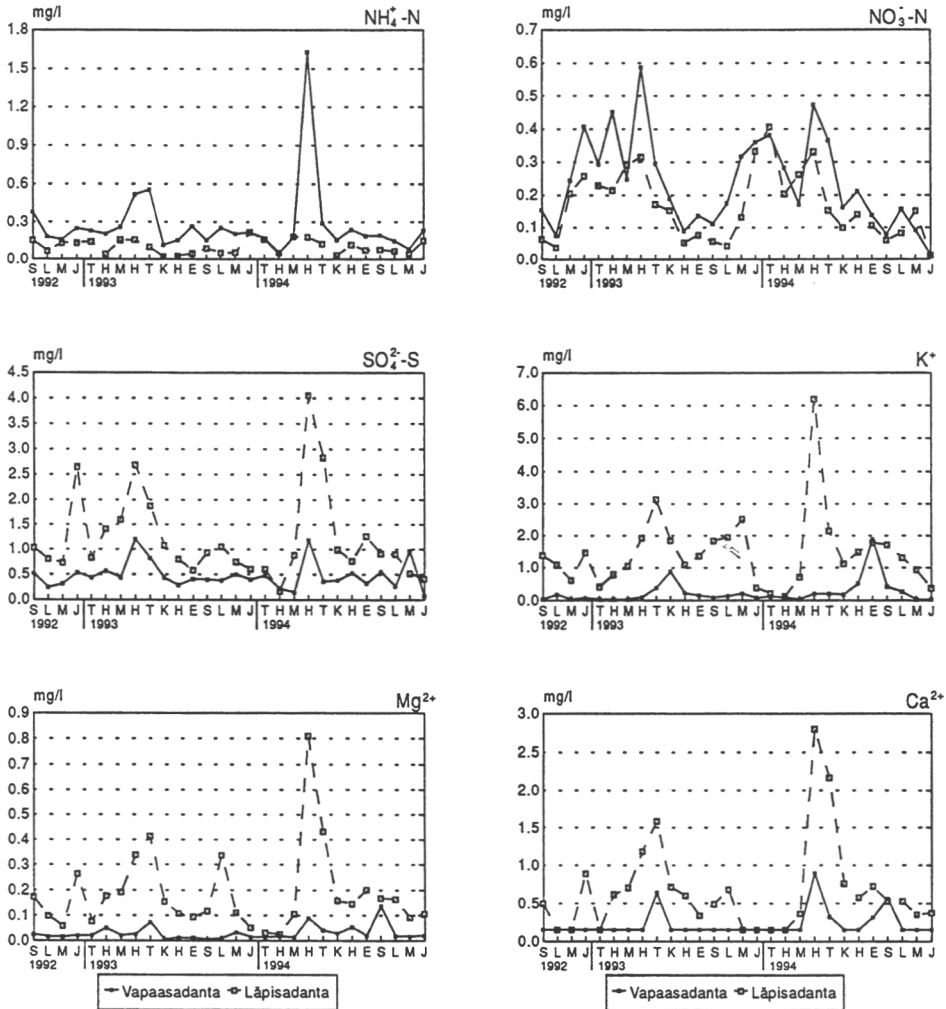 mg/l NH₄⁺-N
1.8
1.5
1.2
0.9
0.6
0.3
0.0
S L M J T H M H T K H E S L M J T H M H T K H E S L M J
1992 1993 1994
mg/l NO₃⁻-N
0.7
0.6
0.5
0.4
0.3
0.2
0.1
0.0
S L M J T H M H T K H E S L M J T H M H T K H E S L M J
1992 1993 1994
mg/l SO₄²⁻-S
4.5
4.0
3.5
3.0
2.5
2.0
1.5
1.0
0.5
0.0
S L M J T H M H T K H E S L M J T H M H T K H E S L M J
1992 1993 1994
mg/l K⁺
7.0
6.0
5.0
4.0
3.0
2.0
1.0
0.0
S L M J T H M H T K H E S L M J T H M H T K H E S L M J
1992 1993 1994
mg/l Mg²⁺
0.9
0.8
0.7
0.6
0.5
0.4
0.3
0.2
0.1
0.0
S L M J T H M H T K H E S L M J T H M H T K H E S L M J
1992 1993 1994
mg/l Ca²⁺
3.0
2.5
2.0
1.5
1.0
0.5
0.0
S L M J T H M H T K H E S L M J T H M H T K H E S L M J
1992 1993 1994
Vapaasadanta Läpisadanta
Vapaasadanta Läpisadanta